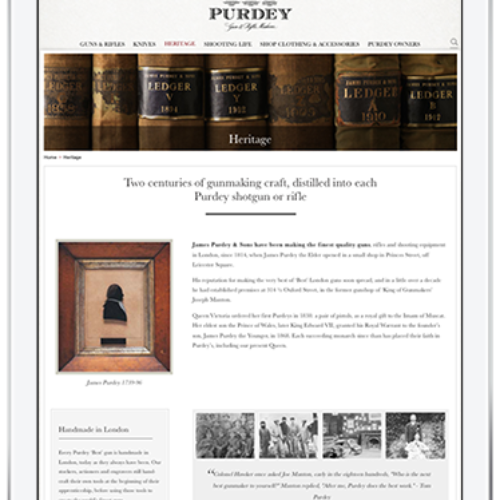 PURDEY
Gun & Rifle Makers
GUNS & RIFLES KNIVES HERITAGE SHOOTING LIFE SHOP CLOTHING & ACCESSORIES PURDEY OWNERS
JAMES PURDEY & SONS
LEDGER LEDGER LEDGER LEDGER
V Y A B
1894 1902 1910 1912
Heritage
Home > Heritage
Two centuries of gunmaking craft, distilled into each
Purdey shotgun or rifle
James Purdey & Sons have been making the finest quality guns, rifles and shooting equipment
in London, since 1814, when James Purdey the Elder opened in a small shop in Princes Street, off
Leicester Square.
His reputation for making the very best of 'Best' London guns soon spread, and in a little over a decade
he had established premises at 314 ½ Oxford Street, in the former gunshop of 'King of Gunmakers'
Joseph Manton.
Queen Victoria ordered her first Purdeys in 1838: a pair of pistols, as a royal gift to the Imam of Muscat.
Her eldest son the Prince of Wales, later King Edward VII, granted his Royal Warrant to the founder's
son, James Purdey the Younger, in 1868. Each succeeding monarch since than has placed their faith in
Purdey's, including our present Queen.
James Purdey 1739-96
Handmade in London
Every Purdey 'Best' gun is handmade in
London, today as they always have been. Our
stockers, actioners and engravers still hand
craft their own tools at the beginning of their
apprenticeship, before using those tools to
"Colonel Hawker once asked Joe Manton, early in the eighteen hundreds, "Who is the next
best gunmaker to yourself?" Manton replied, "After me, Purdey does the best work." - Tom
Purdey